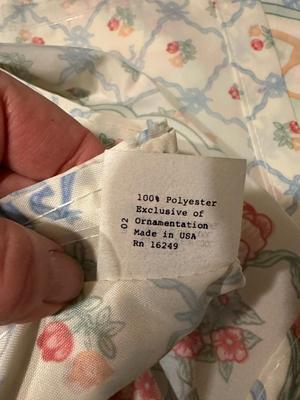 100% Polyester
Exclusive of
Ornamentation
Made in USA
Rn 16249
02